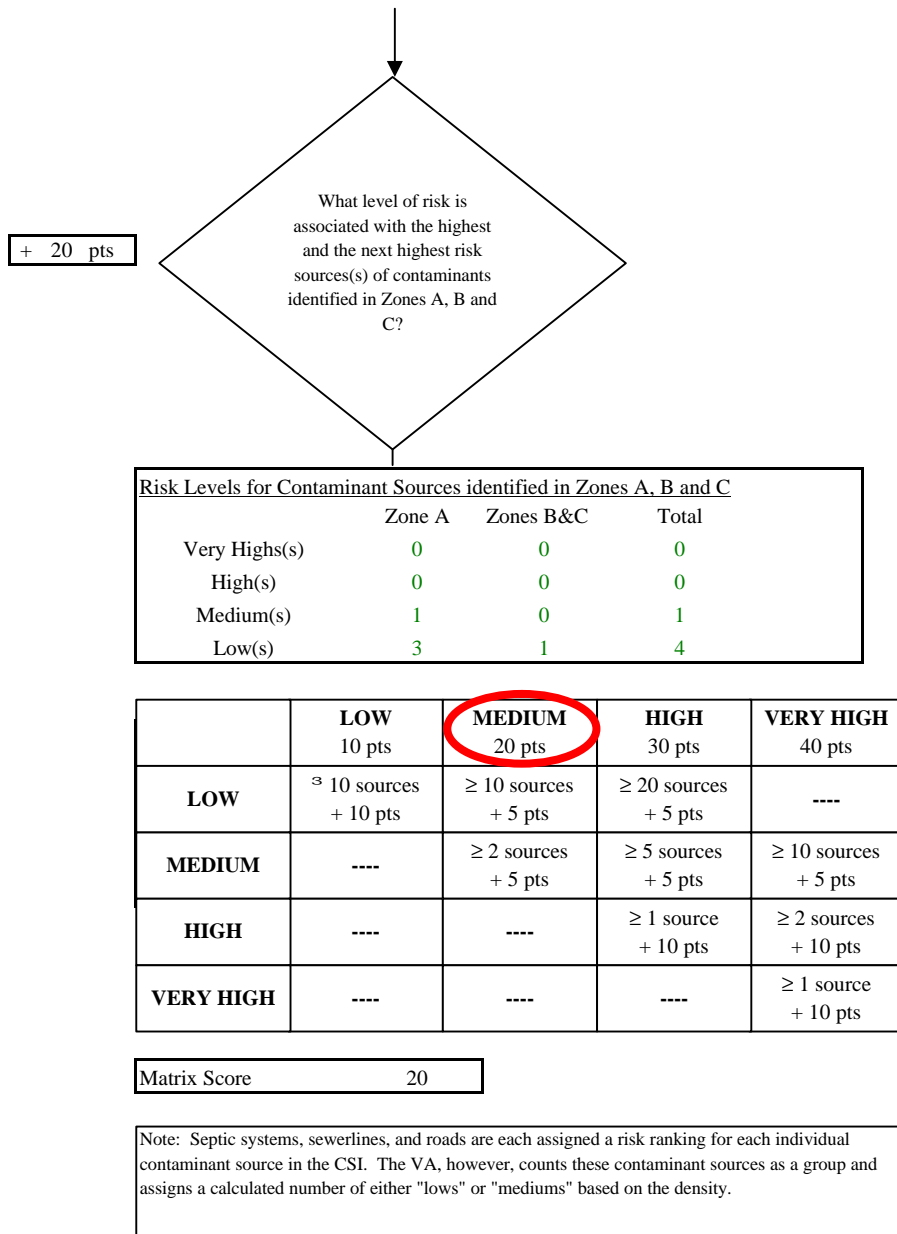 What level of risk is
associated with the highest
and the next highest risk
sources(s) of contaminants
identified in Zones A, B and
C?
+ 20 pts
Risk Levels for Contaminant Sources identified in Zones A, B and C
Zone A Zones B&C Total
Very Highs(s) 0 0 0
High(s) 0 0 0
Medium(s) 1 0 1
Low(s) 3 1 4
LOW MEDIUM HIGH VERY HIGH
10 pts 20 pts 30 pts 40 pts
LOW
³ 10 sources ≥ 10 sources ≥ 20 sources ----
+ 10 pts + 5 pts + 5 pts
MEDIUM
---- ≥ 2 sources ≥ 5 sources ≥ 10 sources
+ 5 pts + 5 pts + 5 pts
HIGH
---- ---- ≥ 1 source ≥ 2 sources
+ 10 pts + 10 pts
VERY HIGH
---- ---- ---- ≥ 1 source
+ 10 pts
Matrix Score 20
Note: Septic systems, sewerlines, and roads are each assigned a risk ranking for each individual
contaminant source in the CSI. The VA, however, counts these contaminant sources as a group and
assigns a calculated number of either "lows" or "mediums" based on the density.